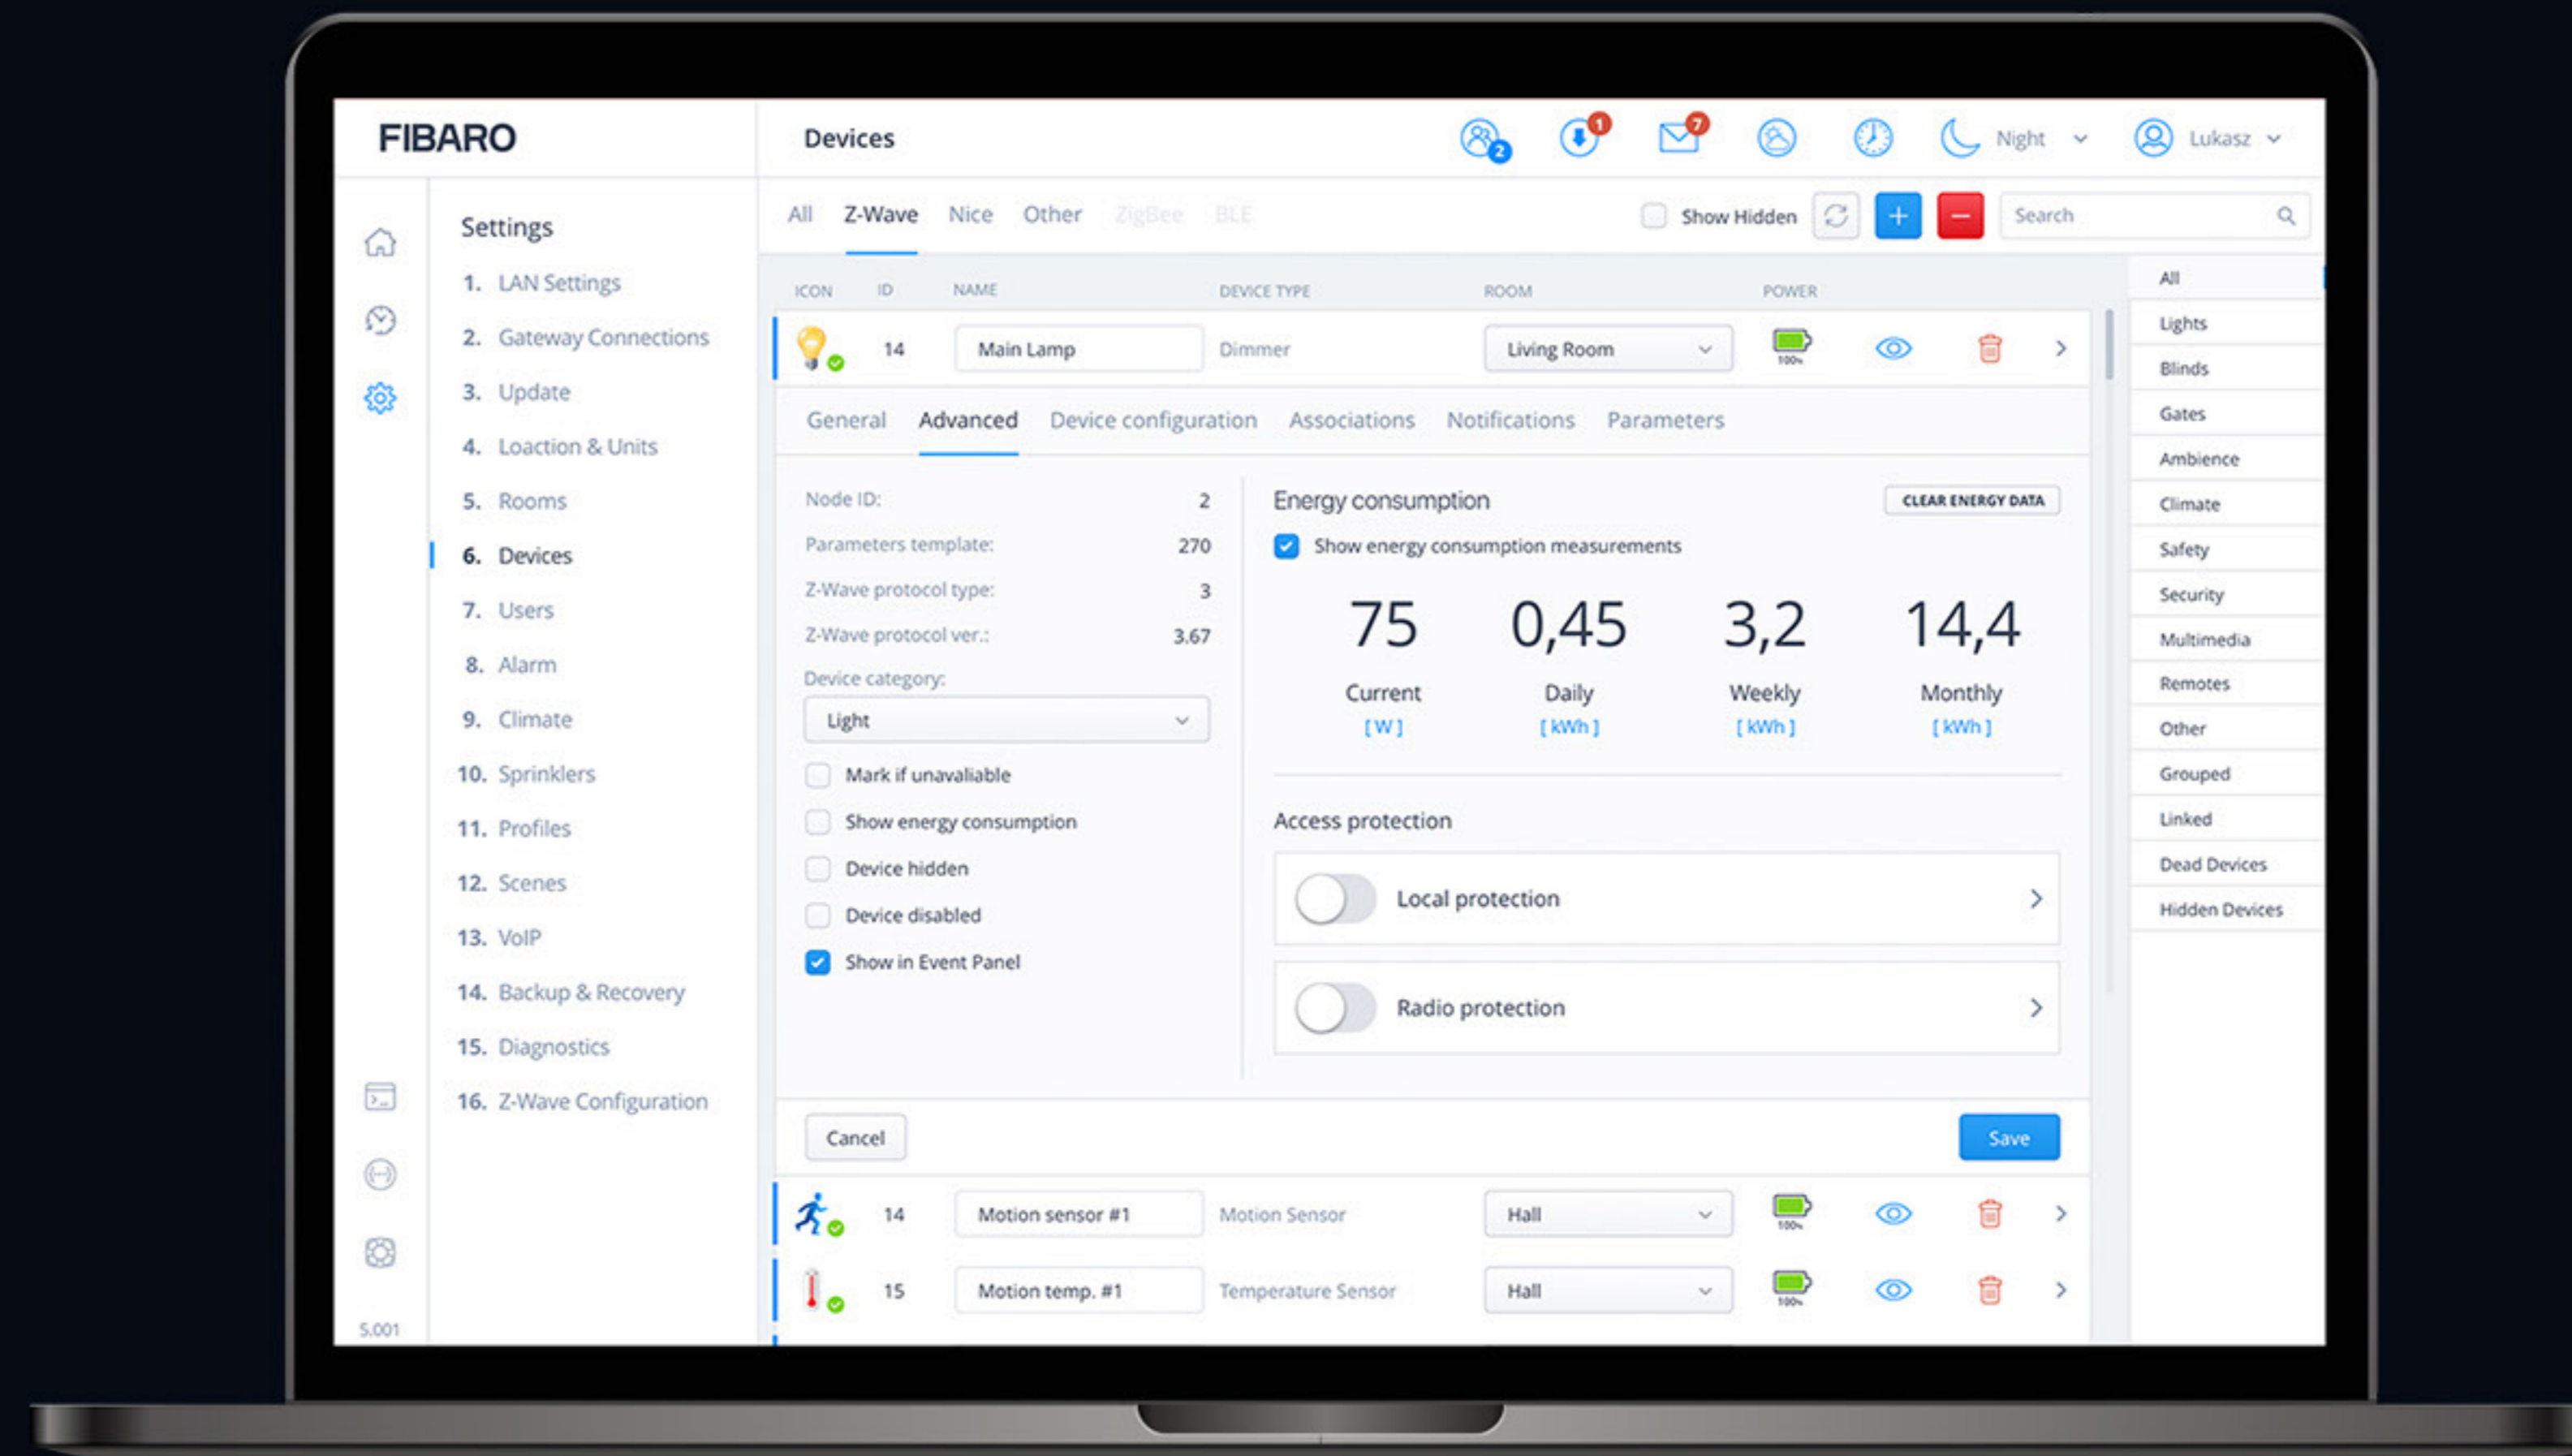 FIBARO
Devices
2
1
7
Night
Lukasz
Settings
1. LAN Settings
2. Gateway Connections
3. Update
4. Loaction & Units
5. Rooms
6. Devices
7. Users
8. Alarm
9. Climate
10. Sprinklers
11. Profiles
12. Scenes
13. VoIP
14. Backup & Recovery
15. Diagnostics
16. Z-Wave Configuration
5.001
All Z-Wave Nice Other ZigBee BLE
Show Hidden
Search
ICON ID NAME DEVICE TYPE ROOM POWER
14 Main Lamp Dimmer Living Room 100%
General Advanced Device configuration Associations Notifications Parameters
Node ID: 2
Parameters template: 270
Z-Wave protocol type: 3
Z-Wave protocol ver.: 3.67
Device category:
Light
Mark if unavaliable
Show energy consumption
Device hidden
Device disabled
Show in Event Panel
Energy consumption
CLEAR ENERGY DATA
Show energy consumption measurements
75 0,45 3,2 14,4
Current Daily Weekly Monthly
[ W ] [ kWh ] [ kWh ] [ kWh ]
Access protection
Local protection
Radio protection
Cancel
Save
14 Motion sensor #1 Motion Sensor Hall 100%
15 Motion temp. #1 Temperature Sensor Hall 100%
All
Lights
Blinds
Gates
Ambience
Climate
Safety
Security
Multimedia
Remotes
Other
Grouped
Linked
Dead Devices
Hidden Devices